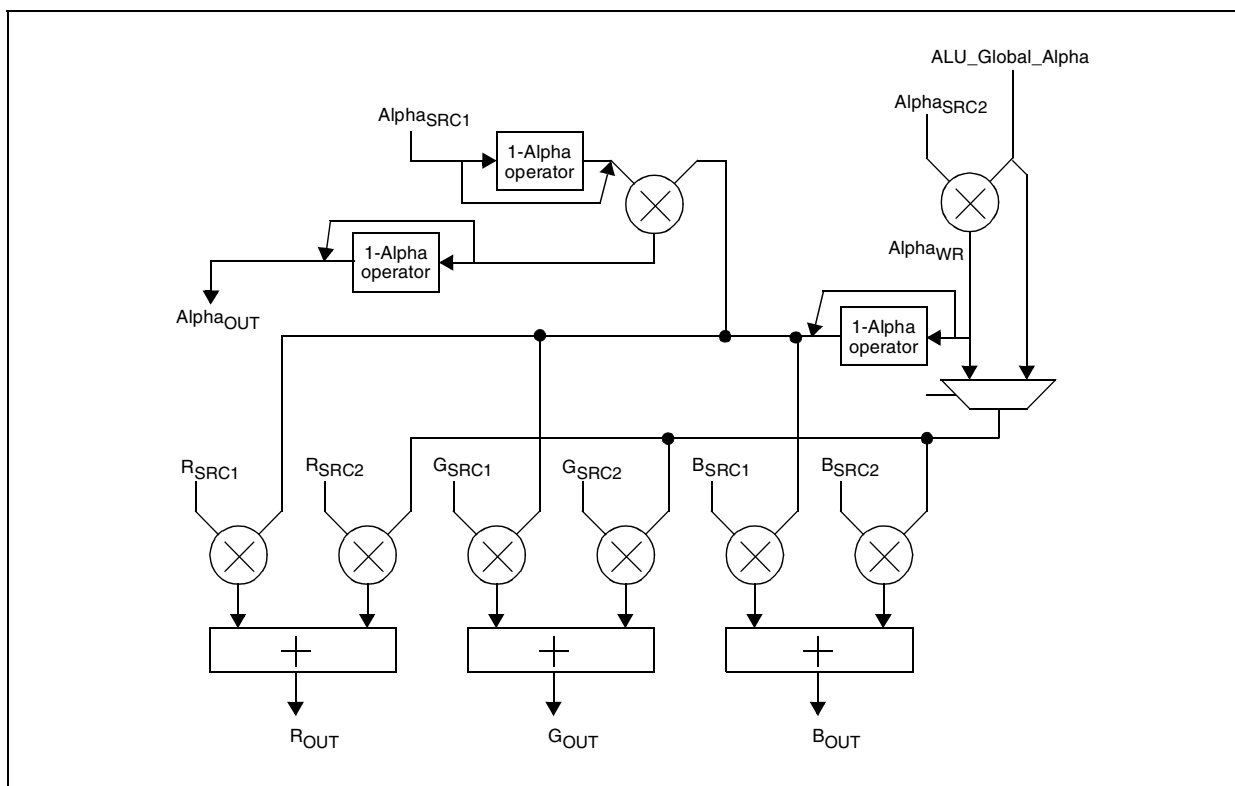 ALU_Global_Alpha
AlphaSRC2
AlphaSRC1
1-Alpha
operator
1-Alpha
operator
AlphaWR
AlphaOUT
1-Alpha
operator
RSRC1
RSRC2
GSRC1
GSRC2
BSRC1
BSRC2
ROUT
GOUT
BOUT